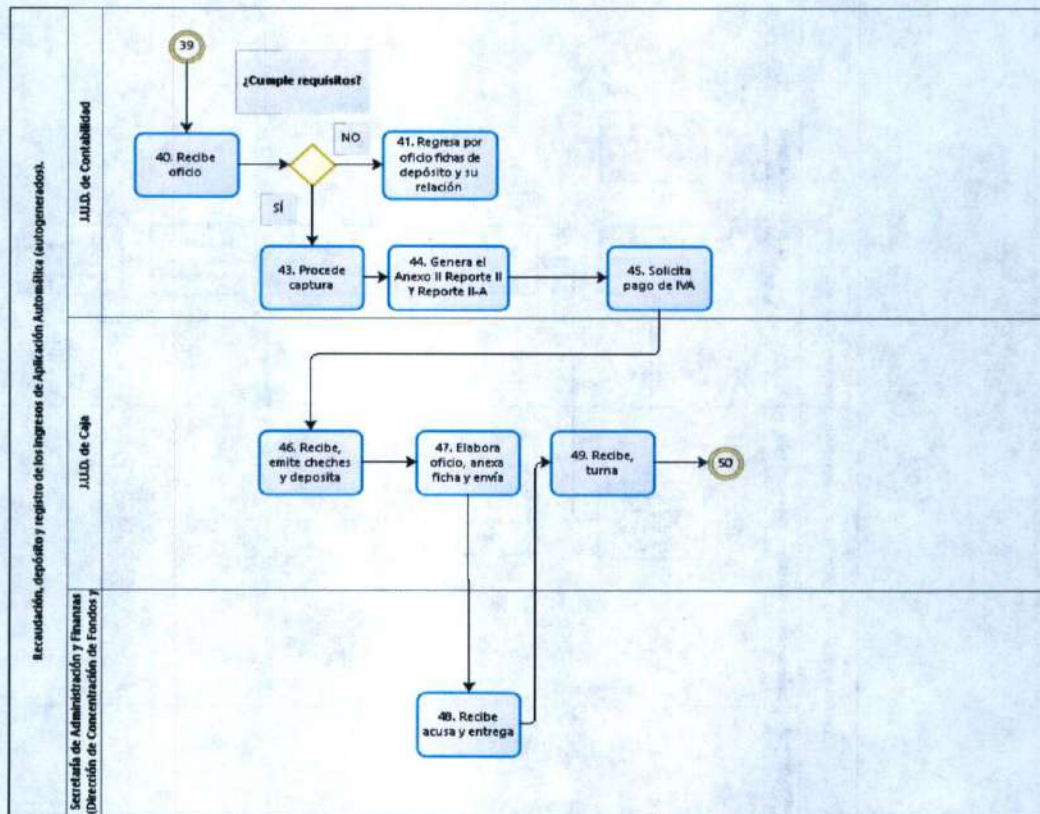 Recaudación, depósito y registro de los ingresos de Aplicación Automática (autogenerados).
J.U.D. de Contabilidad
39
¿Cumple requisitos?
40. Recibe
oficio
NO
41. Regresa por
oficio fichas de
depósito y su
relación
SÍ
43. Procede
captura
44. Genera el
Anexo II Reporte II
Y Reporte II-A
45. Solicita
pago de IVA
J.U.D. de Caja
46. Recibe,
emite cheches
y deposita
47. Elabora
oficio, anexa
ficha y envía
49. Recibe,
turna
50
Secretaría de Administración y Finanzas
(Dirección de Concentración de Fondos y
48. Recibe
acusa y entrega